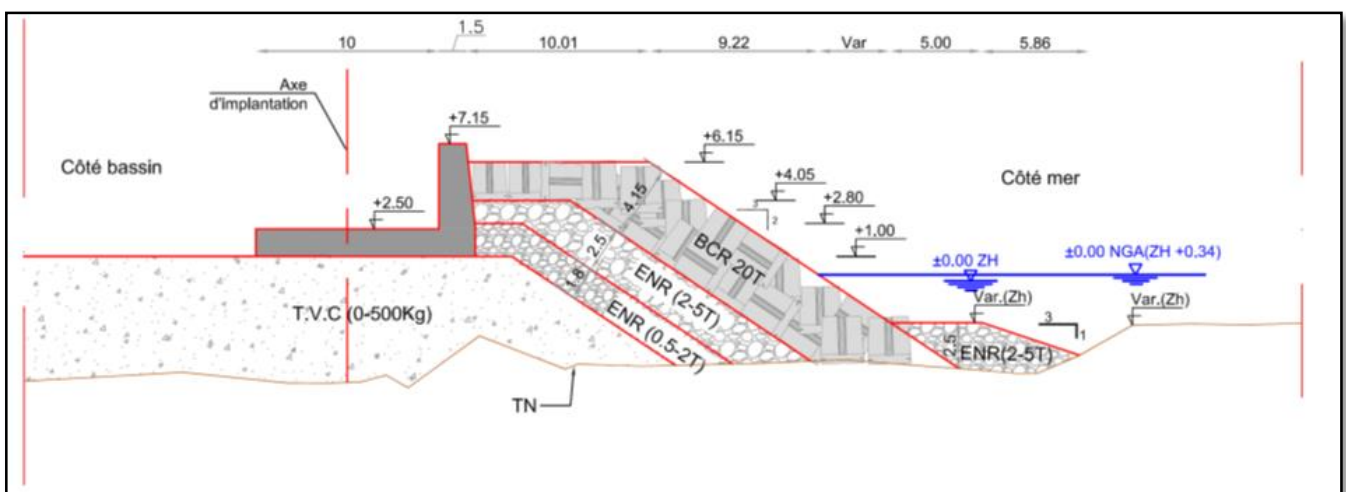 1.5
10
10.01
9.22
Var
5.00
5.86
Axe
d'implantation
+7.15
+6.15
Côté bassin
Côté mer
+4.05
4.15
3
2
+2.50
+2.80
+1.00
BCR 20T
2.5
±0.00 ZH
±0.00 NGA(ZH +0.34)
ENR (2-5T)
1.8
Var.(Zh)
Var.(Zh)
T.V.C (0-500Kg)
ENR (0.5-2T)
3
1
2.5
ENR(2-5T)
TN